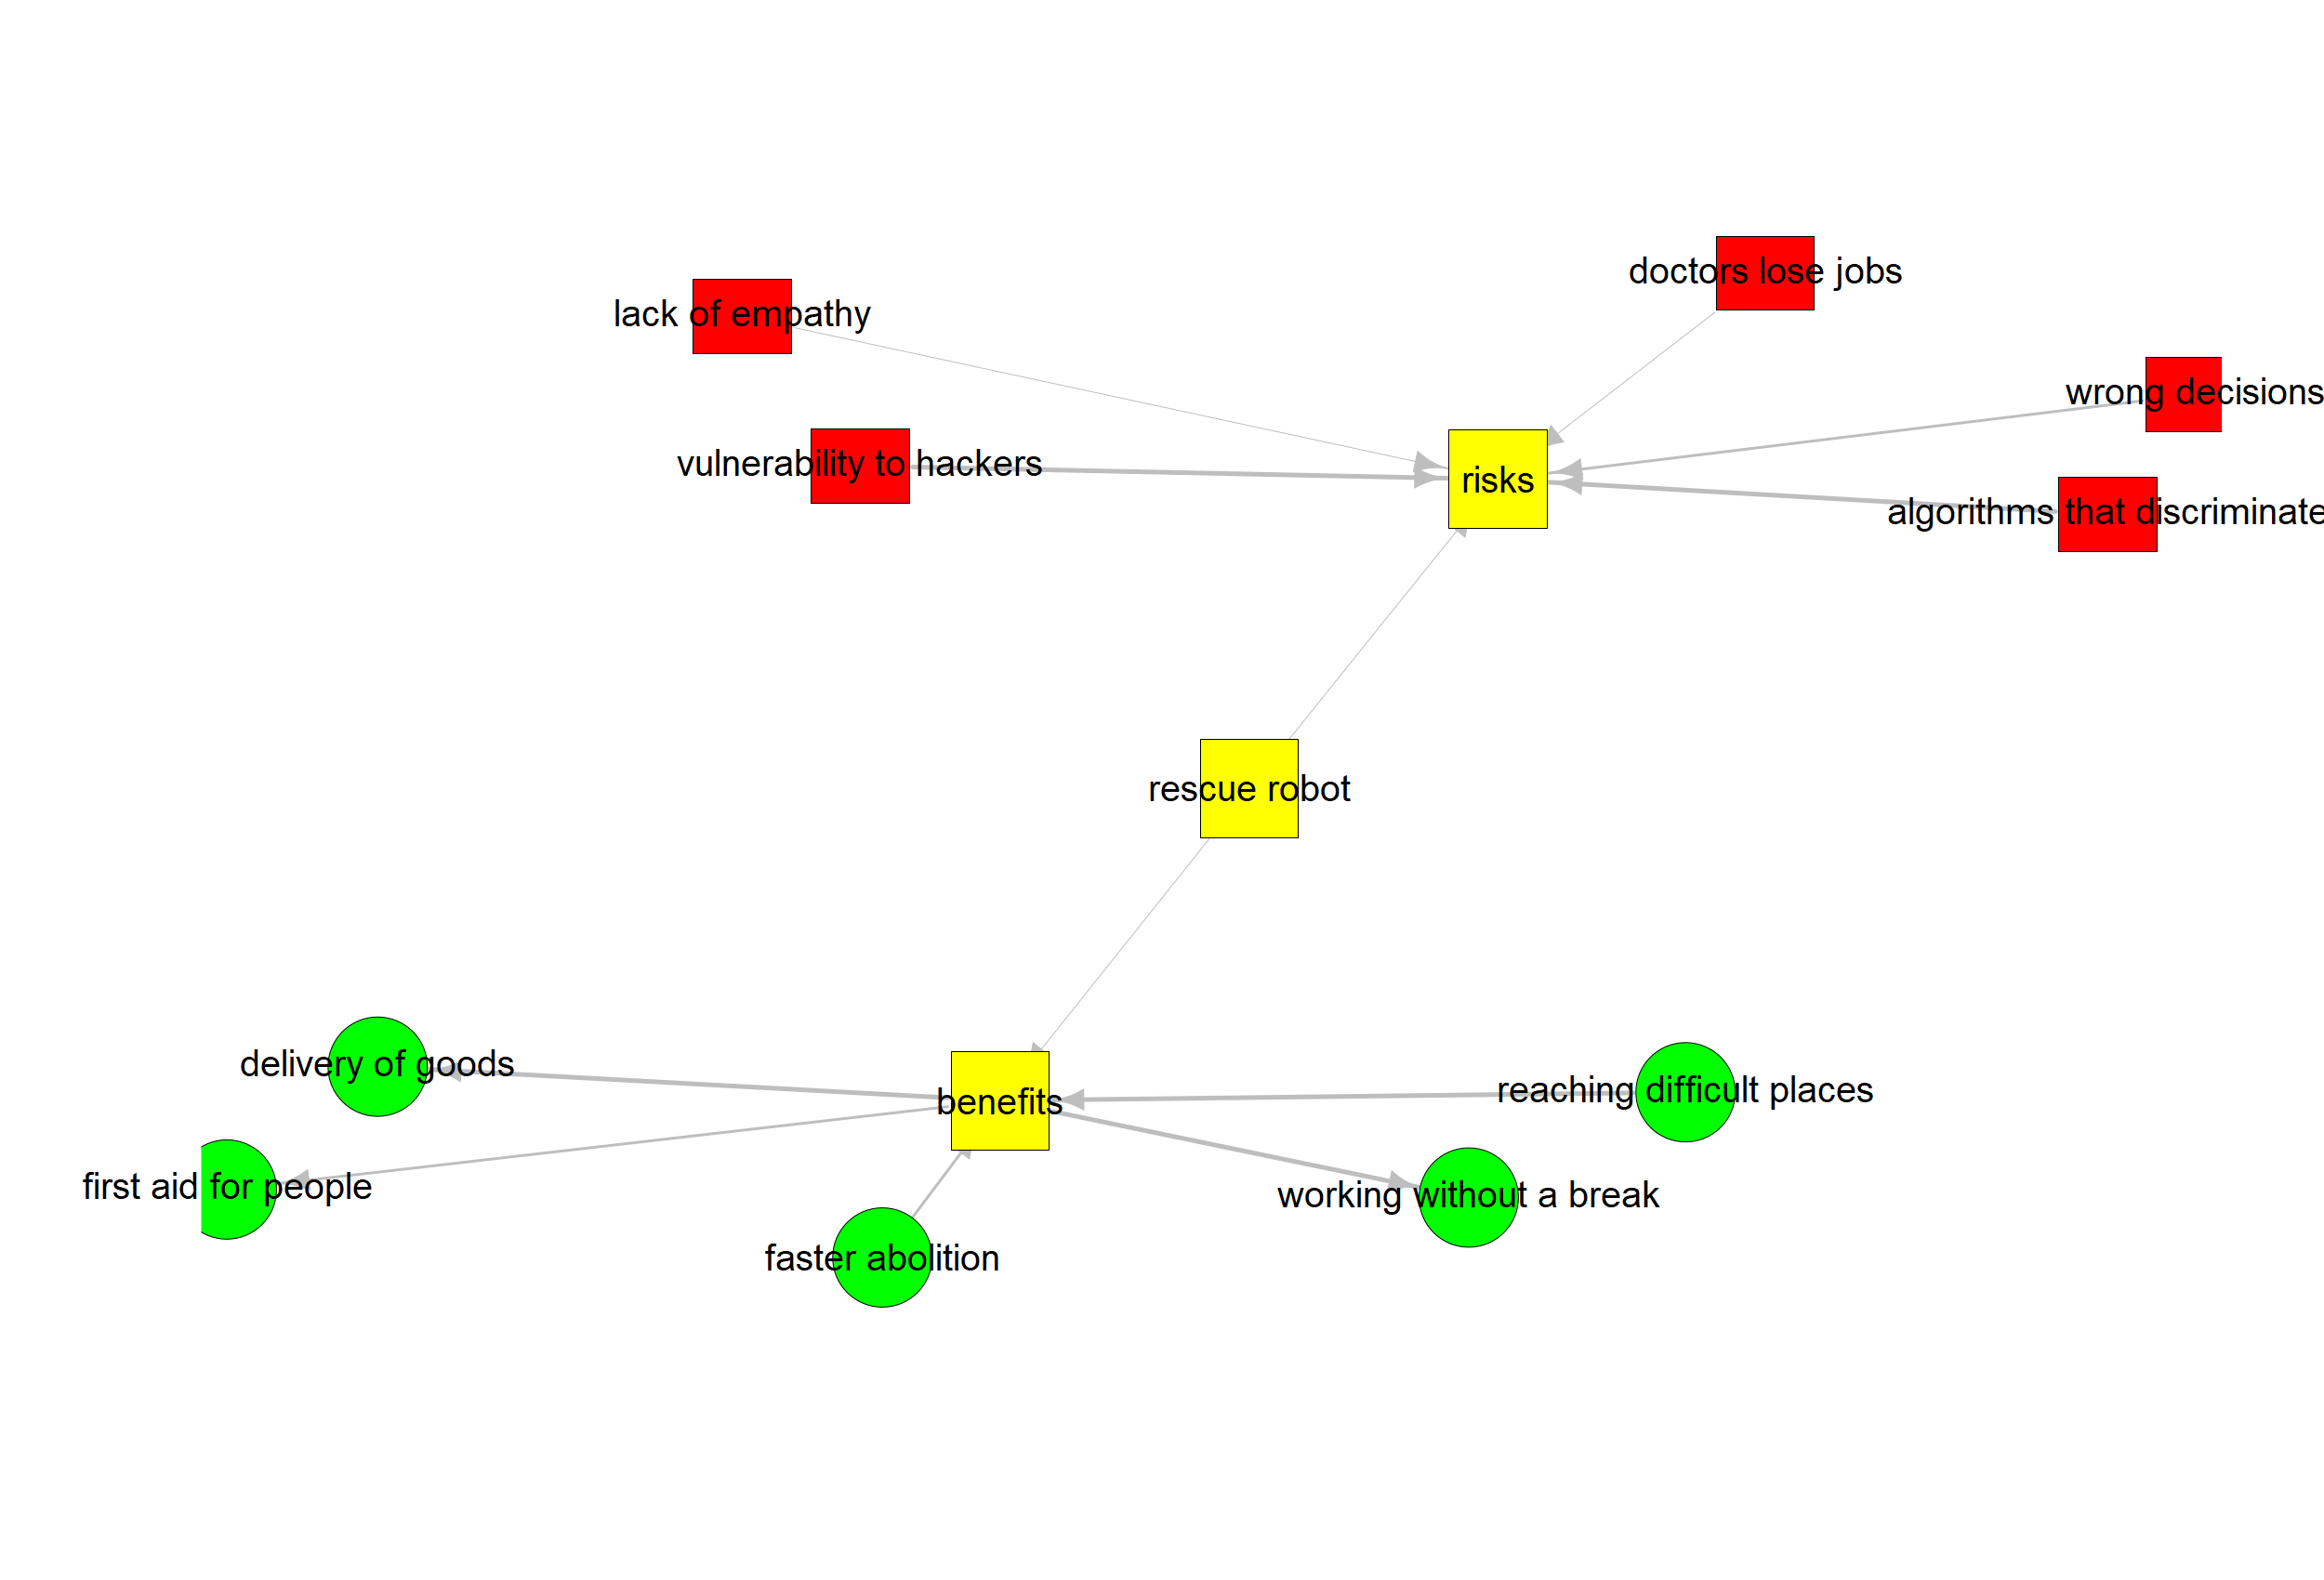 doctors lose jobs
lack of empathy
wrong decisions
vulnerability to hackers
risks
algorithms that discriminate
rescue robot
delivery of goods
reaching difficult places
benefits
first aid for people
working without a break
faster abolition